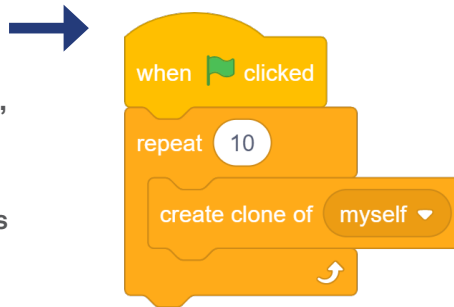 when clicked
,
repeat 10
create clone of myself
s